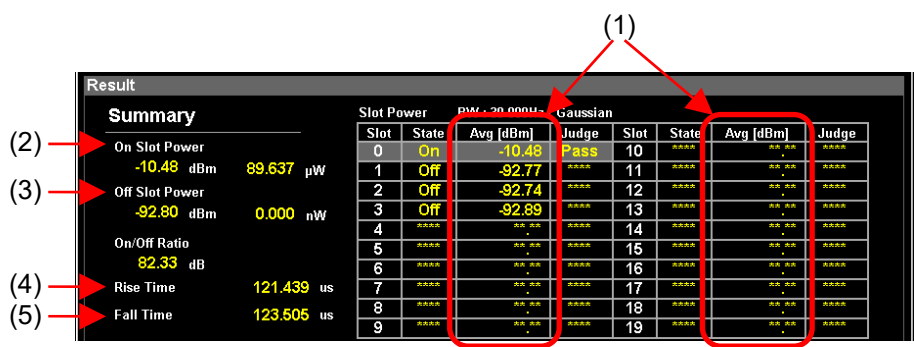 (1)
Result
Summary
Slot Power Gaussian
(2)
On Slot Power
-10.48 dBm 89.637 µW
(3)
Off Slot Power
-92.80 dBm 0.000 nW
On/Off Ratio
82.33 dB
(4)
Rise Time 121.439 us
(5)
Fall Time 123.505 us
Slot State Avg [dBm] Judge Slot State Avg [dBm] Judge
0 On -10.48 Pass 10 **** **.** ****
1 Off -92.77 **** 11 **** **.** ****
2 Off -92.74 **** 12 **** **.** ****
3 Off -92.89 **** 13 **** **.** ****
4 **** **.** **** 14 **** **.** ****
5 **** **.** **** 15 **** **.** ****
6 **** **.** **** 16 **** **.** ****
7 **** **.** **** 17 **** **.** ****
8 **** **.** **** 18 **** **.** ****
9 **** **.** **** 19 **** **.** ****